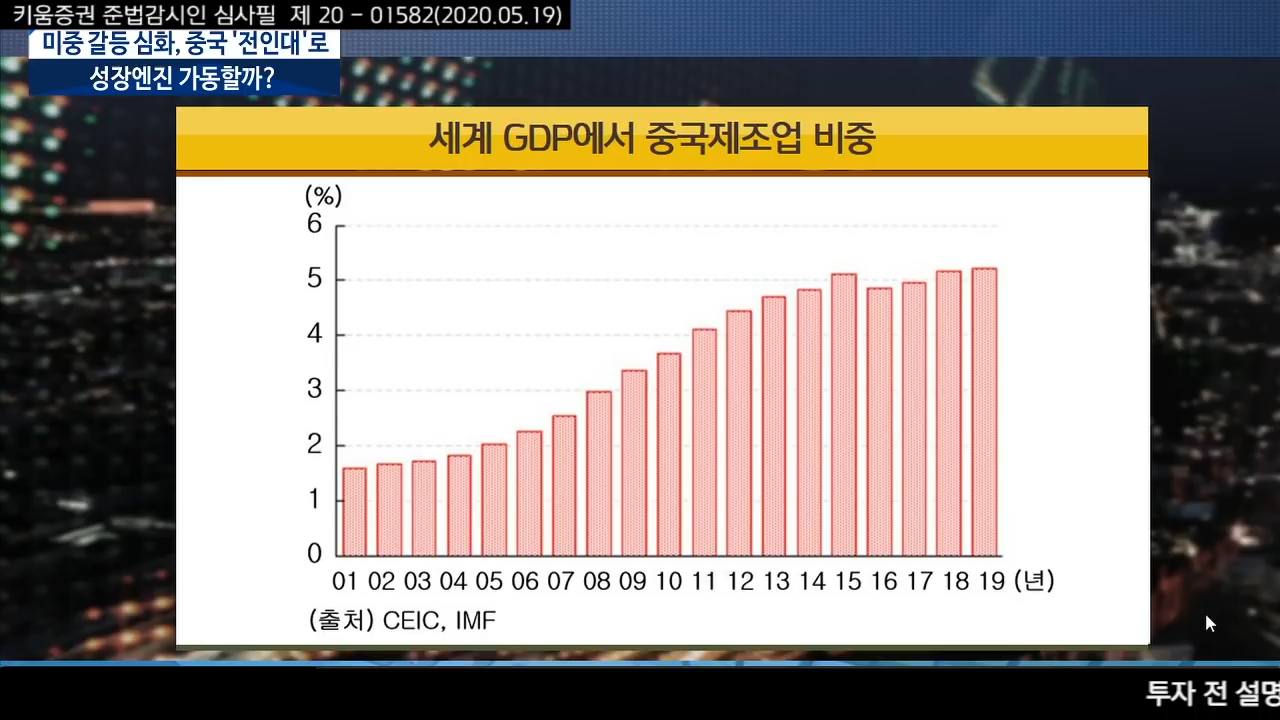 키움증권 준법감시인 심사필 제 20 - 01582(2020.05.19)
미중 갈등 심화, 중국 '전인대'로
성장엔진 가동할까?
세계 GDP에서 중국제조업 비중
(%)
6
5
4
3
2
1
0
01 02 03 04 05 06 07 08 09 10 11 12 13 14 15 16 17 18 19 (년)
(출처) CEIC, IMF
투자 전 설명